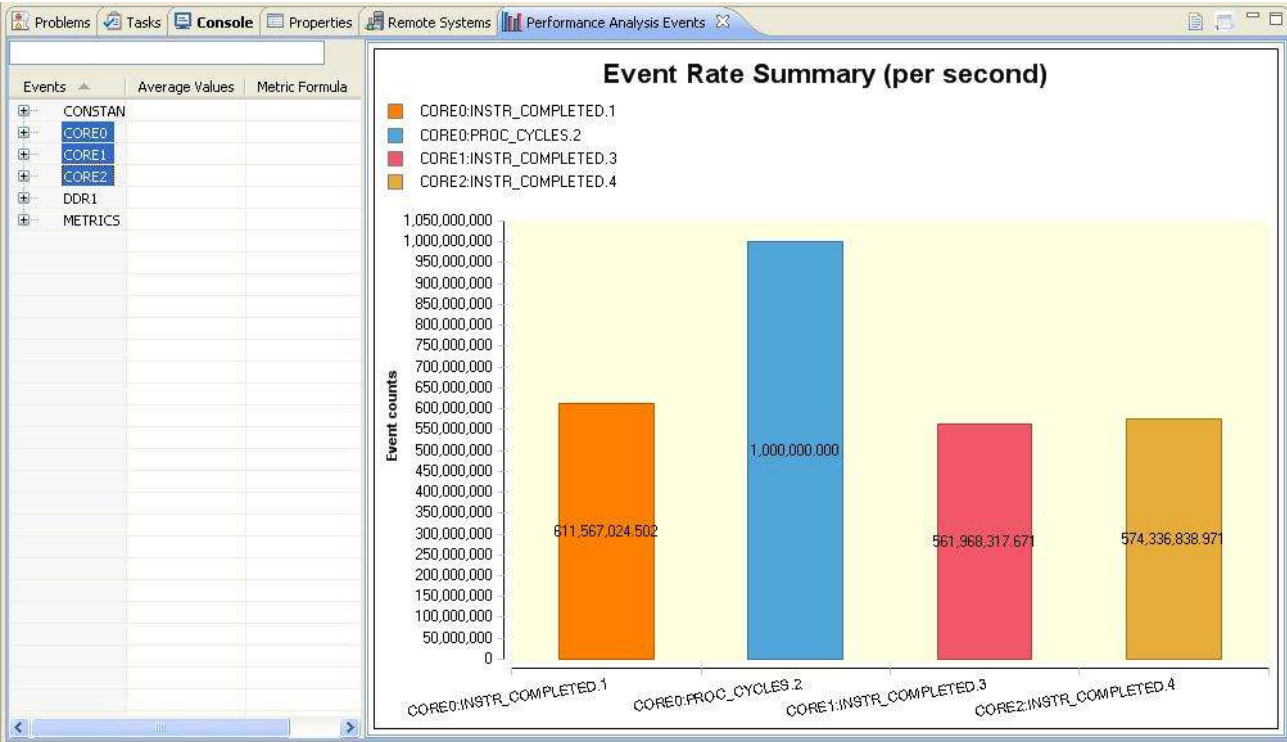 Problems Tasks Console Properties Remote Systems Performance Analysis Events
Events Average Values Metric Formula
CONSTAN
CORE0
CORE1
CORE2
DDR1
METRICS
Event Rate Summary (per second)
CORE0:INSTR_COMPLETED.1
CORE0:PROC_CYCLES.2
CORE1:INSTR_COMPLETED.3
CORE2:INSTR_COMPLETED.4
Event counts
1,050,000,000
1,000,000,000
950,000,000
900,000,000
850,000,000
800,000,000
750,000,000
700,000,000
650,000,000
600,000,000
550,000,000
500,000,000
450,000,000
400,000,000
350,000,000
300,000,000
250,000,000
200,000,000
150,000,000
100,000,000
50,000,000
0
611,567,024.502
1,000,000,000
561,968,317.671
574,336,838.971
CORE0:INSTR_COMPLETED.1
CORE0:PROC_CYCLES.2
CORE1:INSTR_COMPLETED.3
CORE2:INSTR_COMPLETED.4